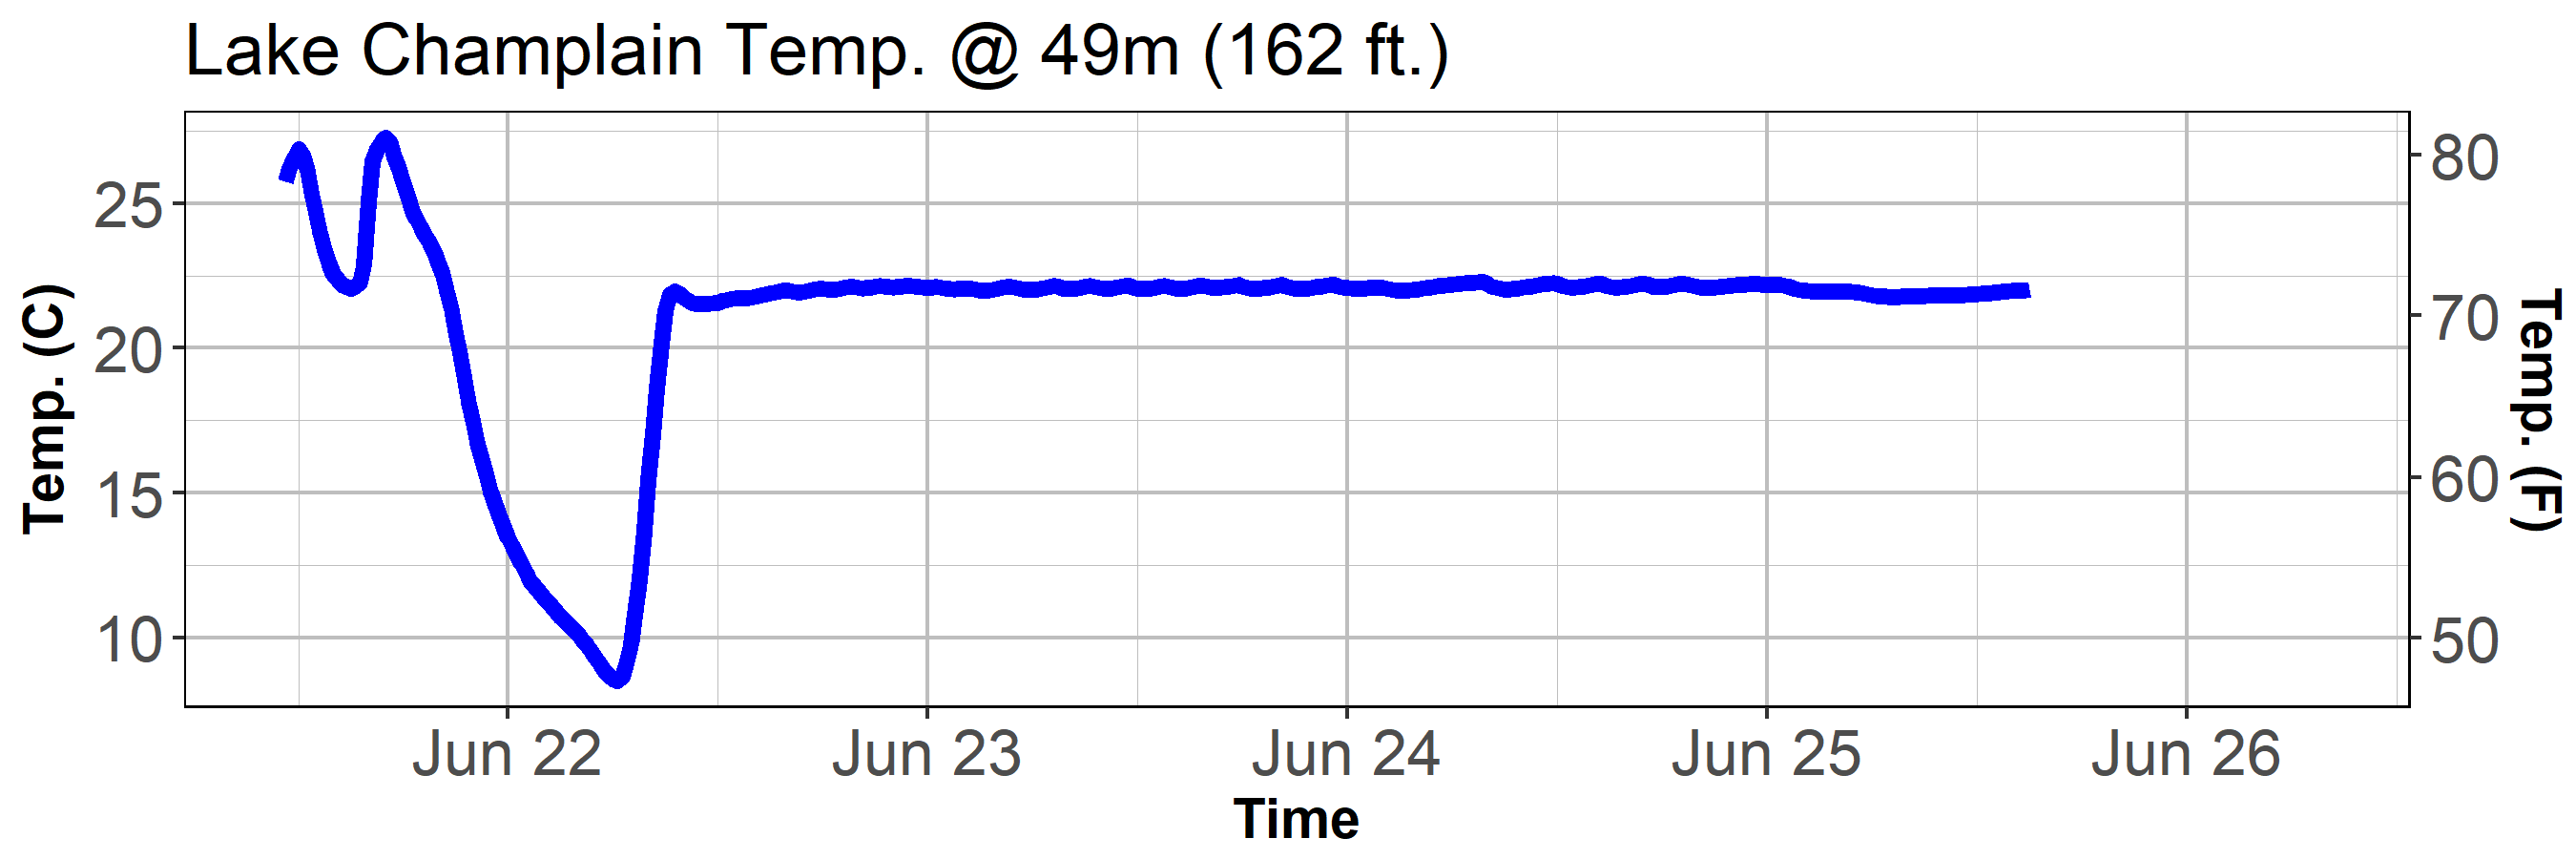 Lake Champlain Temp. @ 49m (162 ft.)
Temp. (C)
25
20
15
10
80
70
60
50
Temp. (F)
Jun 22 Jun 23 Jun 24 Jun 25 Jun 26
Time